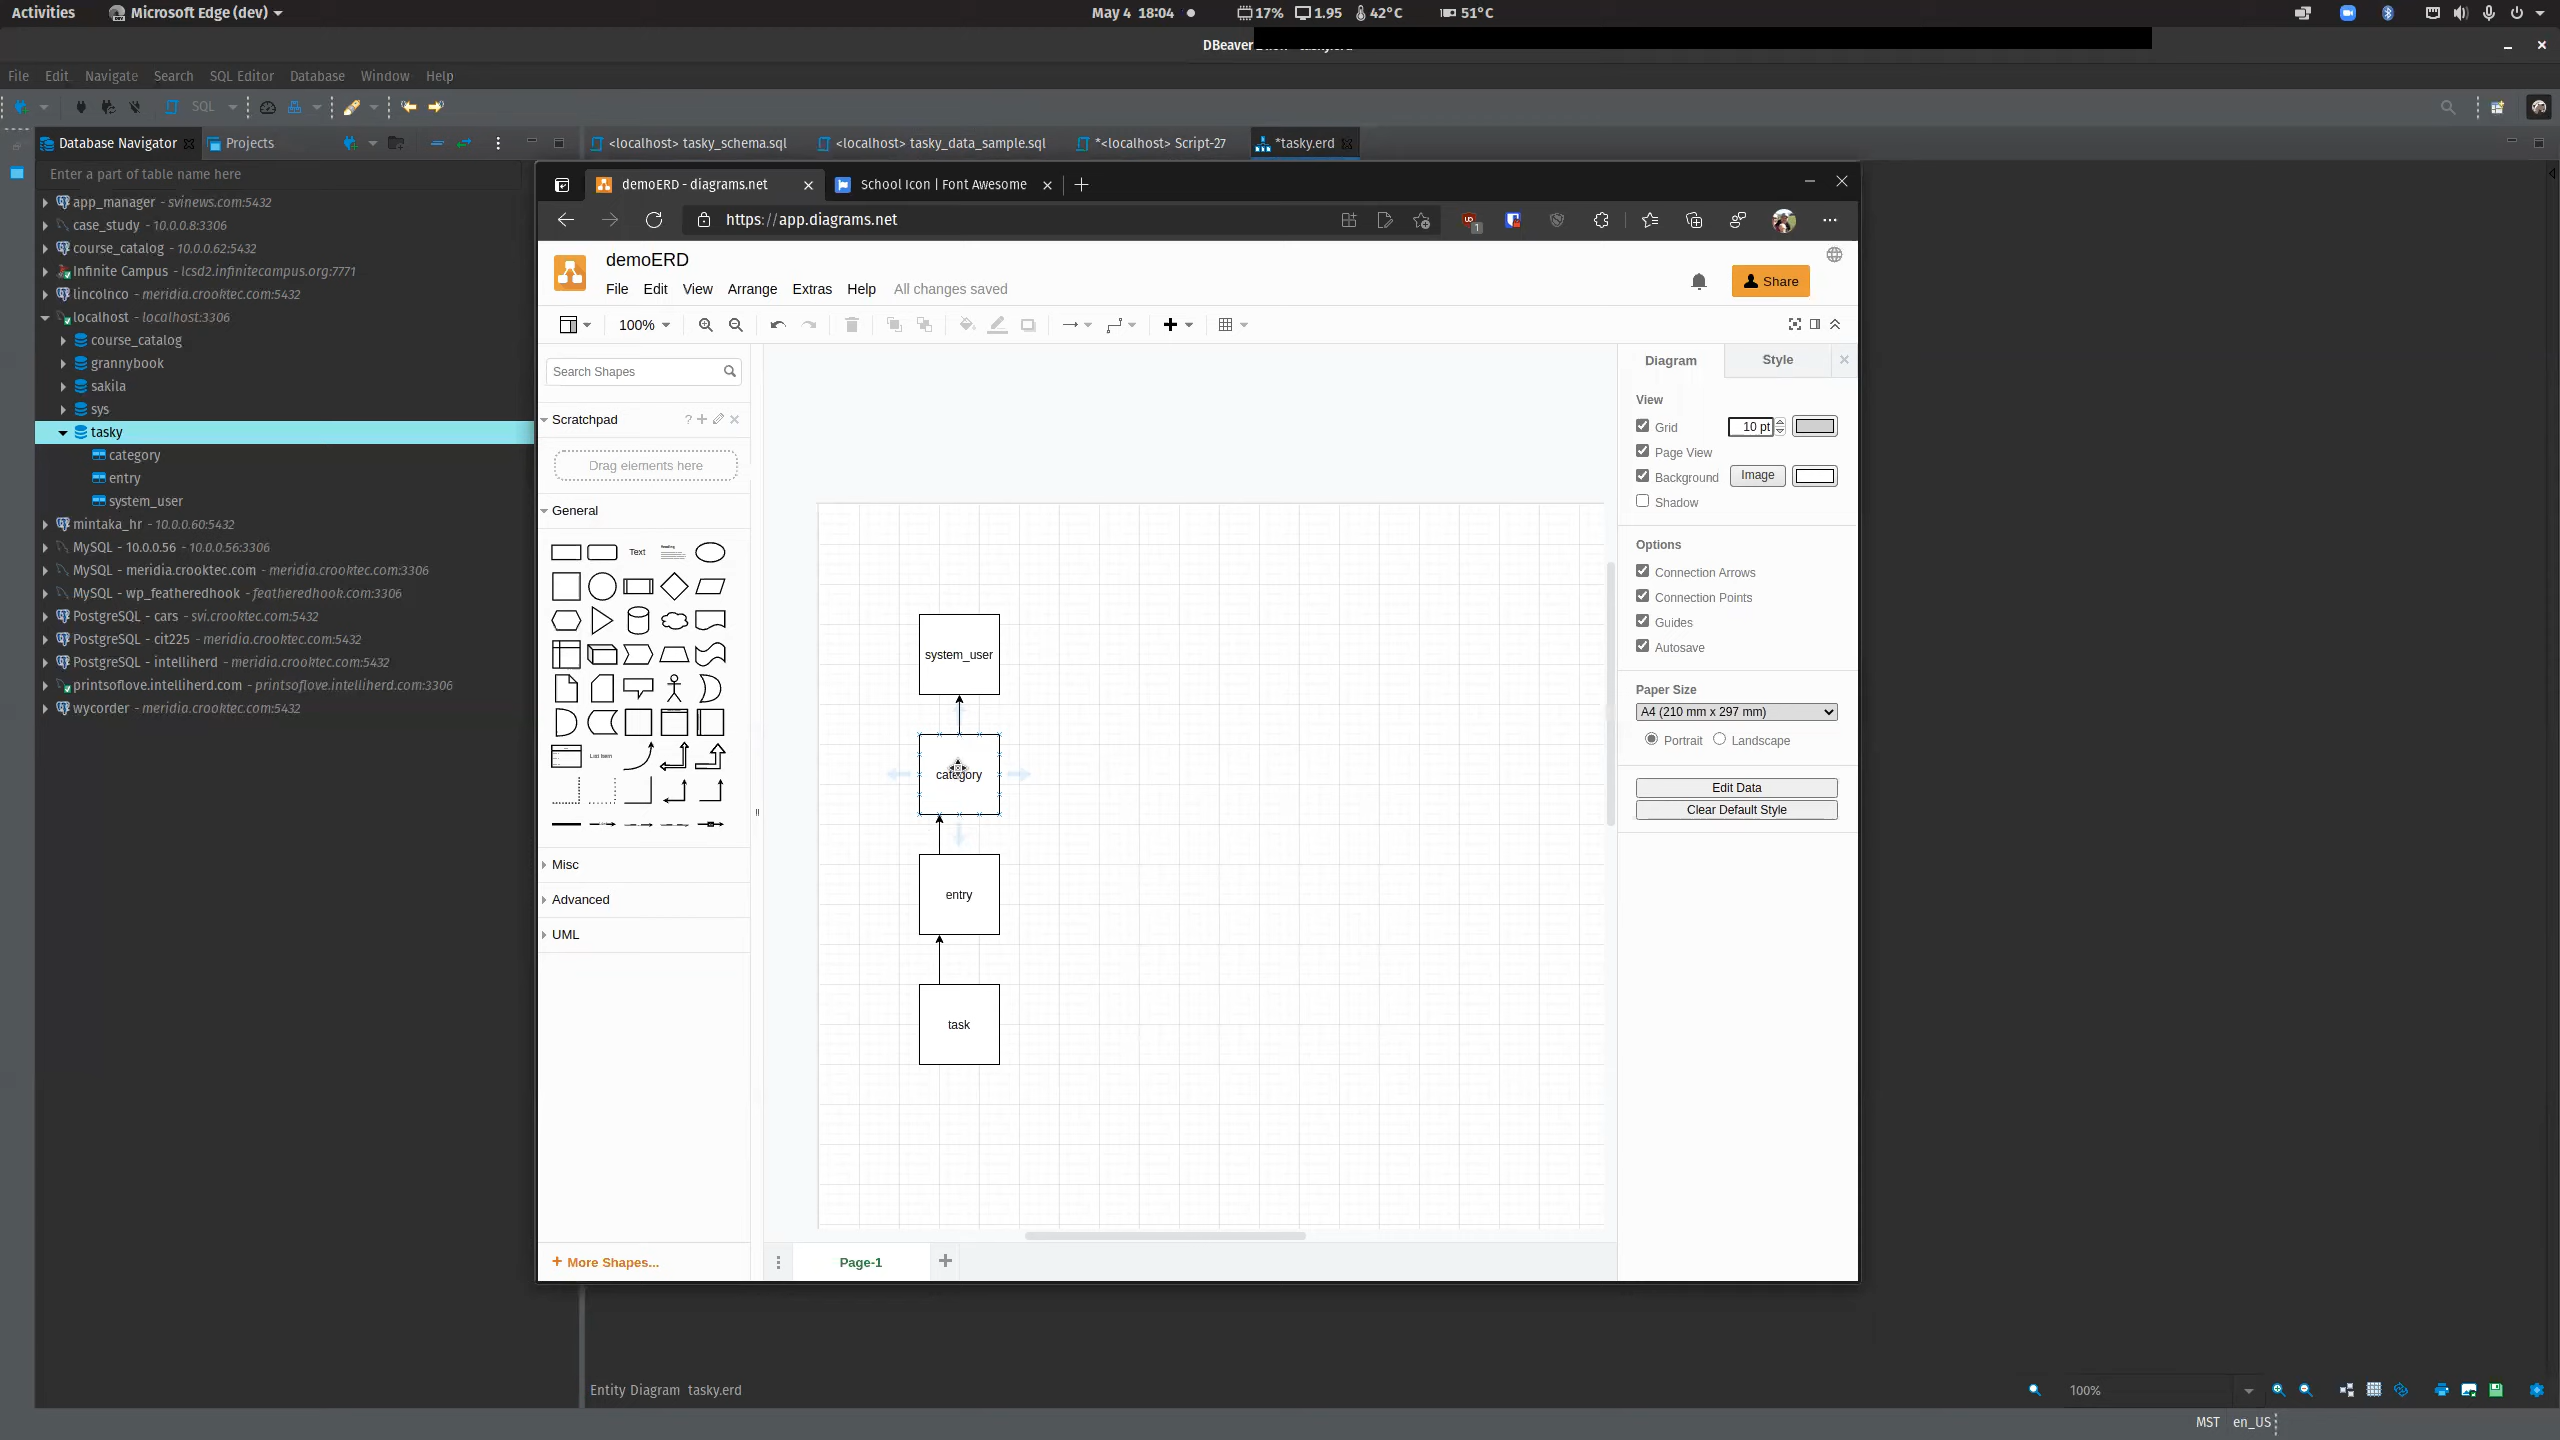 Activities Microsoft Edge (dev) May 4 18:04 17% 1.95 42°C 51°C
DBeaver
File Edit Navigate Search SQL Editor Database Window Help
SQL
Database Navigator Projects
<localhost> tasky_schema.sql <localhost> tasky_data_sample.sql *<localhost> Script-27 *tasky.erd
Enter a part of table name here
app_manager - svinews.com:5432
case_study - 10.0.0.8:3306
course_catalog - 10.0.0.62:5432
Infinite Campus - lcsd2.infinitecampus.org:7771
lincolnco - meridia.crooktec.com:5432
localhost - localhost:3306
course_catalog
grannybook
sakila
sys
tasky
category
entry
system_user
mintaka_hr - 10.0.0.60:5432
MySQL - 10.0.0.56 - 10.0.0.56:3306
MySQL - meridia.crooktec.com - meridia.crooktec.com:3306
MySQL - wp_featheredhook - featheredhook.com:3306
PostgreSQL - cars - svi.crooktec.com:5432
PostgreSQL - cit225 - meridia.crooktec.com:5432
PostgreSQL - intelliherd - meridia.crooktec.com:5432
printsoflove.intelliherd.com - printsoflove.intelliherd.com:3306
wycorder - meridia.crooktec.com:5432
demoERD - diagrams.net School Icon | Font Awesome
https://app.diagrams.net
1
demoERD
File Edit View Arrange Extras Help All changes saved
Share
100%
Search Shapes
Scratchpad
?
Drag elements here
General
Text
Heading
List Item
Misc
Advanced
UML
+ More Shapes...
system_user
category
entry
task
Page-1
Diagram Style
View
Grid 10 pt
Page View
Background Image
Shadow
Options
Connection Arrows
Connection Points
Guides
Autosave
Paper Size
A4 (210 mm x 297 mm)
Portrait Landscape
Edit Data
Clear Default Style
Entity Diagram tasky.erd
100%
MST en_US